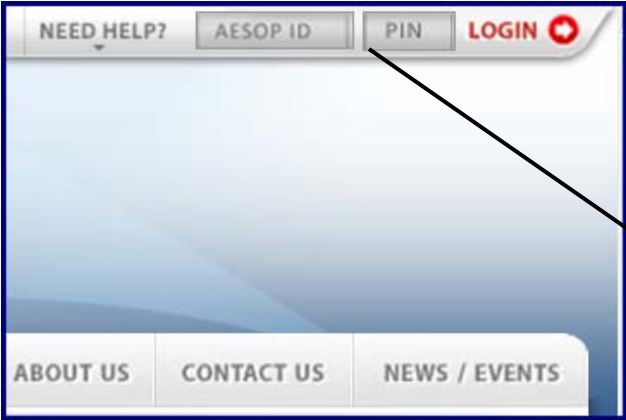 NEED HELP? AESOP ID PIN LOGIN
ABOUT US CONTACT US NEWS / EVENTS